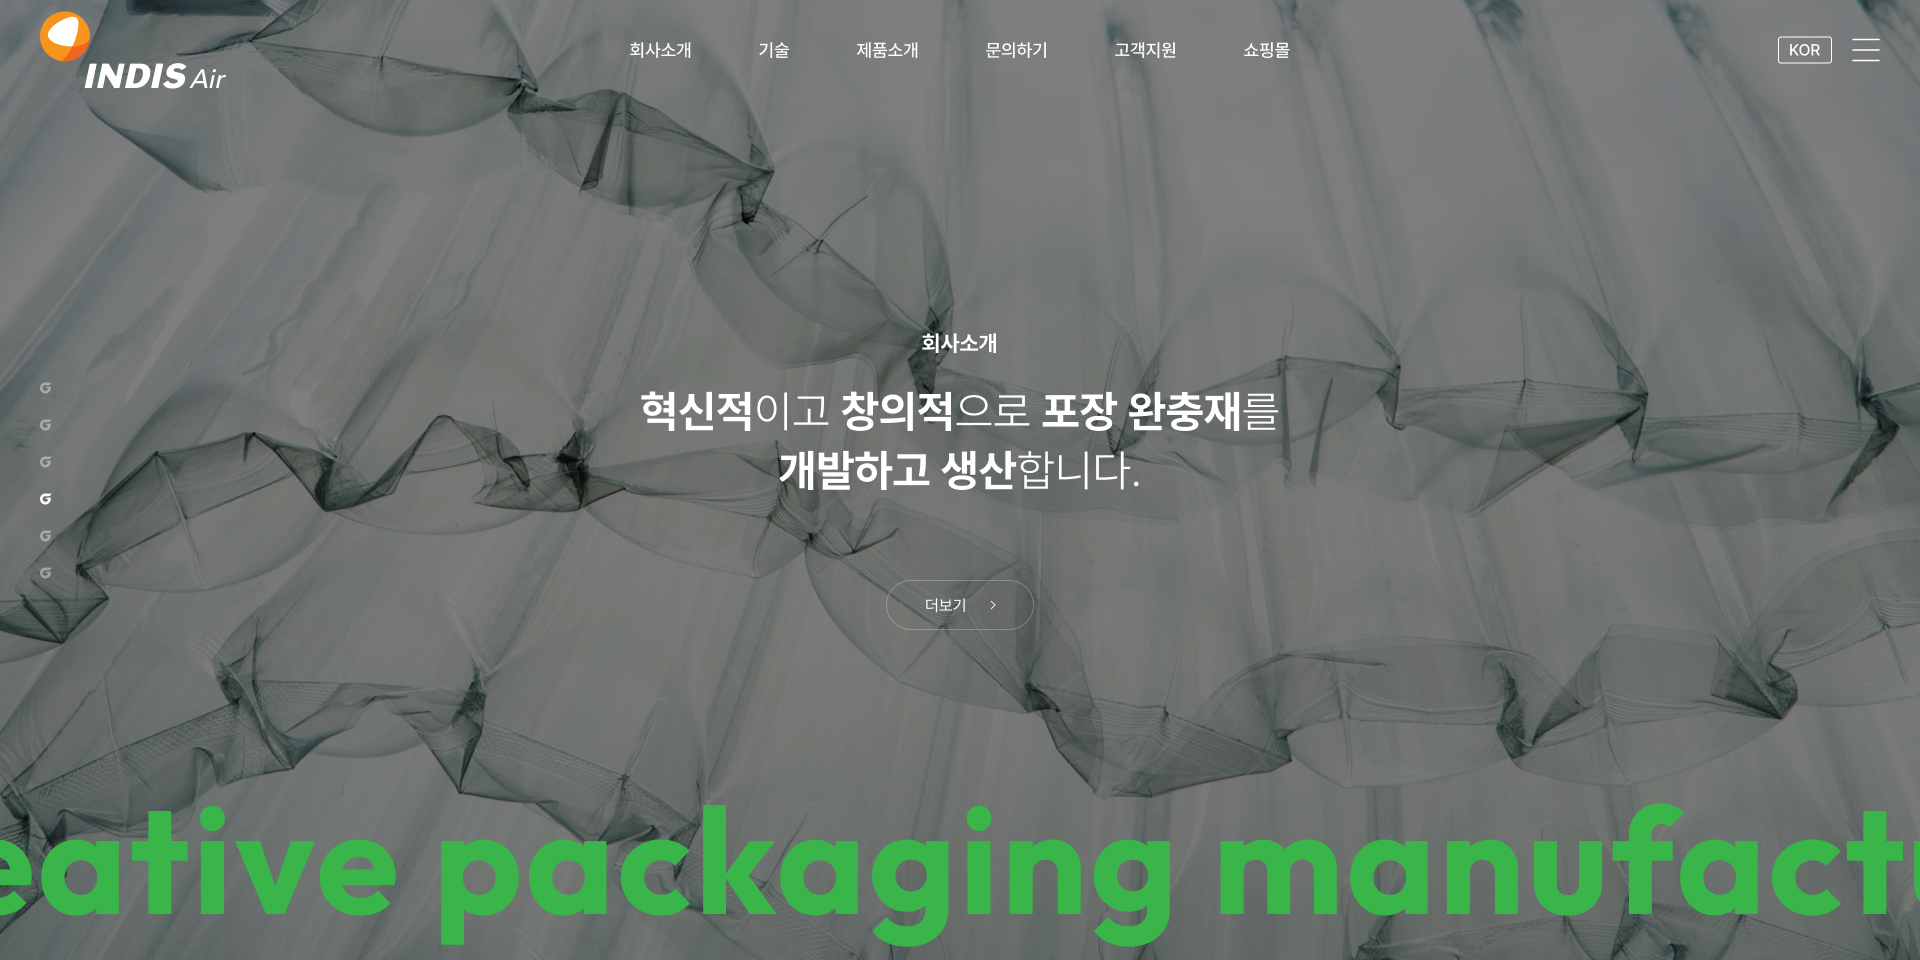 INDIS Air
회사소개
기술
제품소개
문의하기
고객지원
쇼핑몰
KOR
회사소개
혁신적이고 창의적으로 포장 완충재를
개발하고 생산합니다.
더보기
eative packaging manufactu